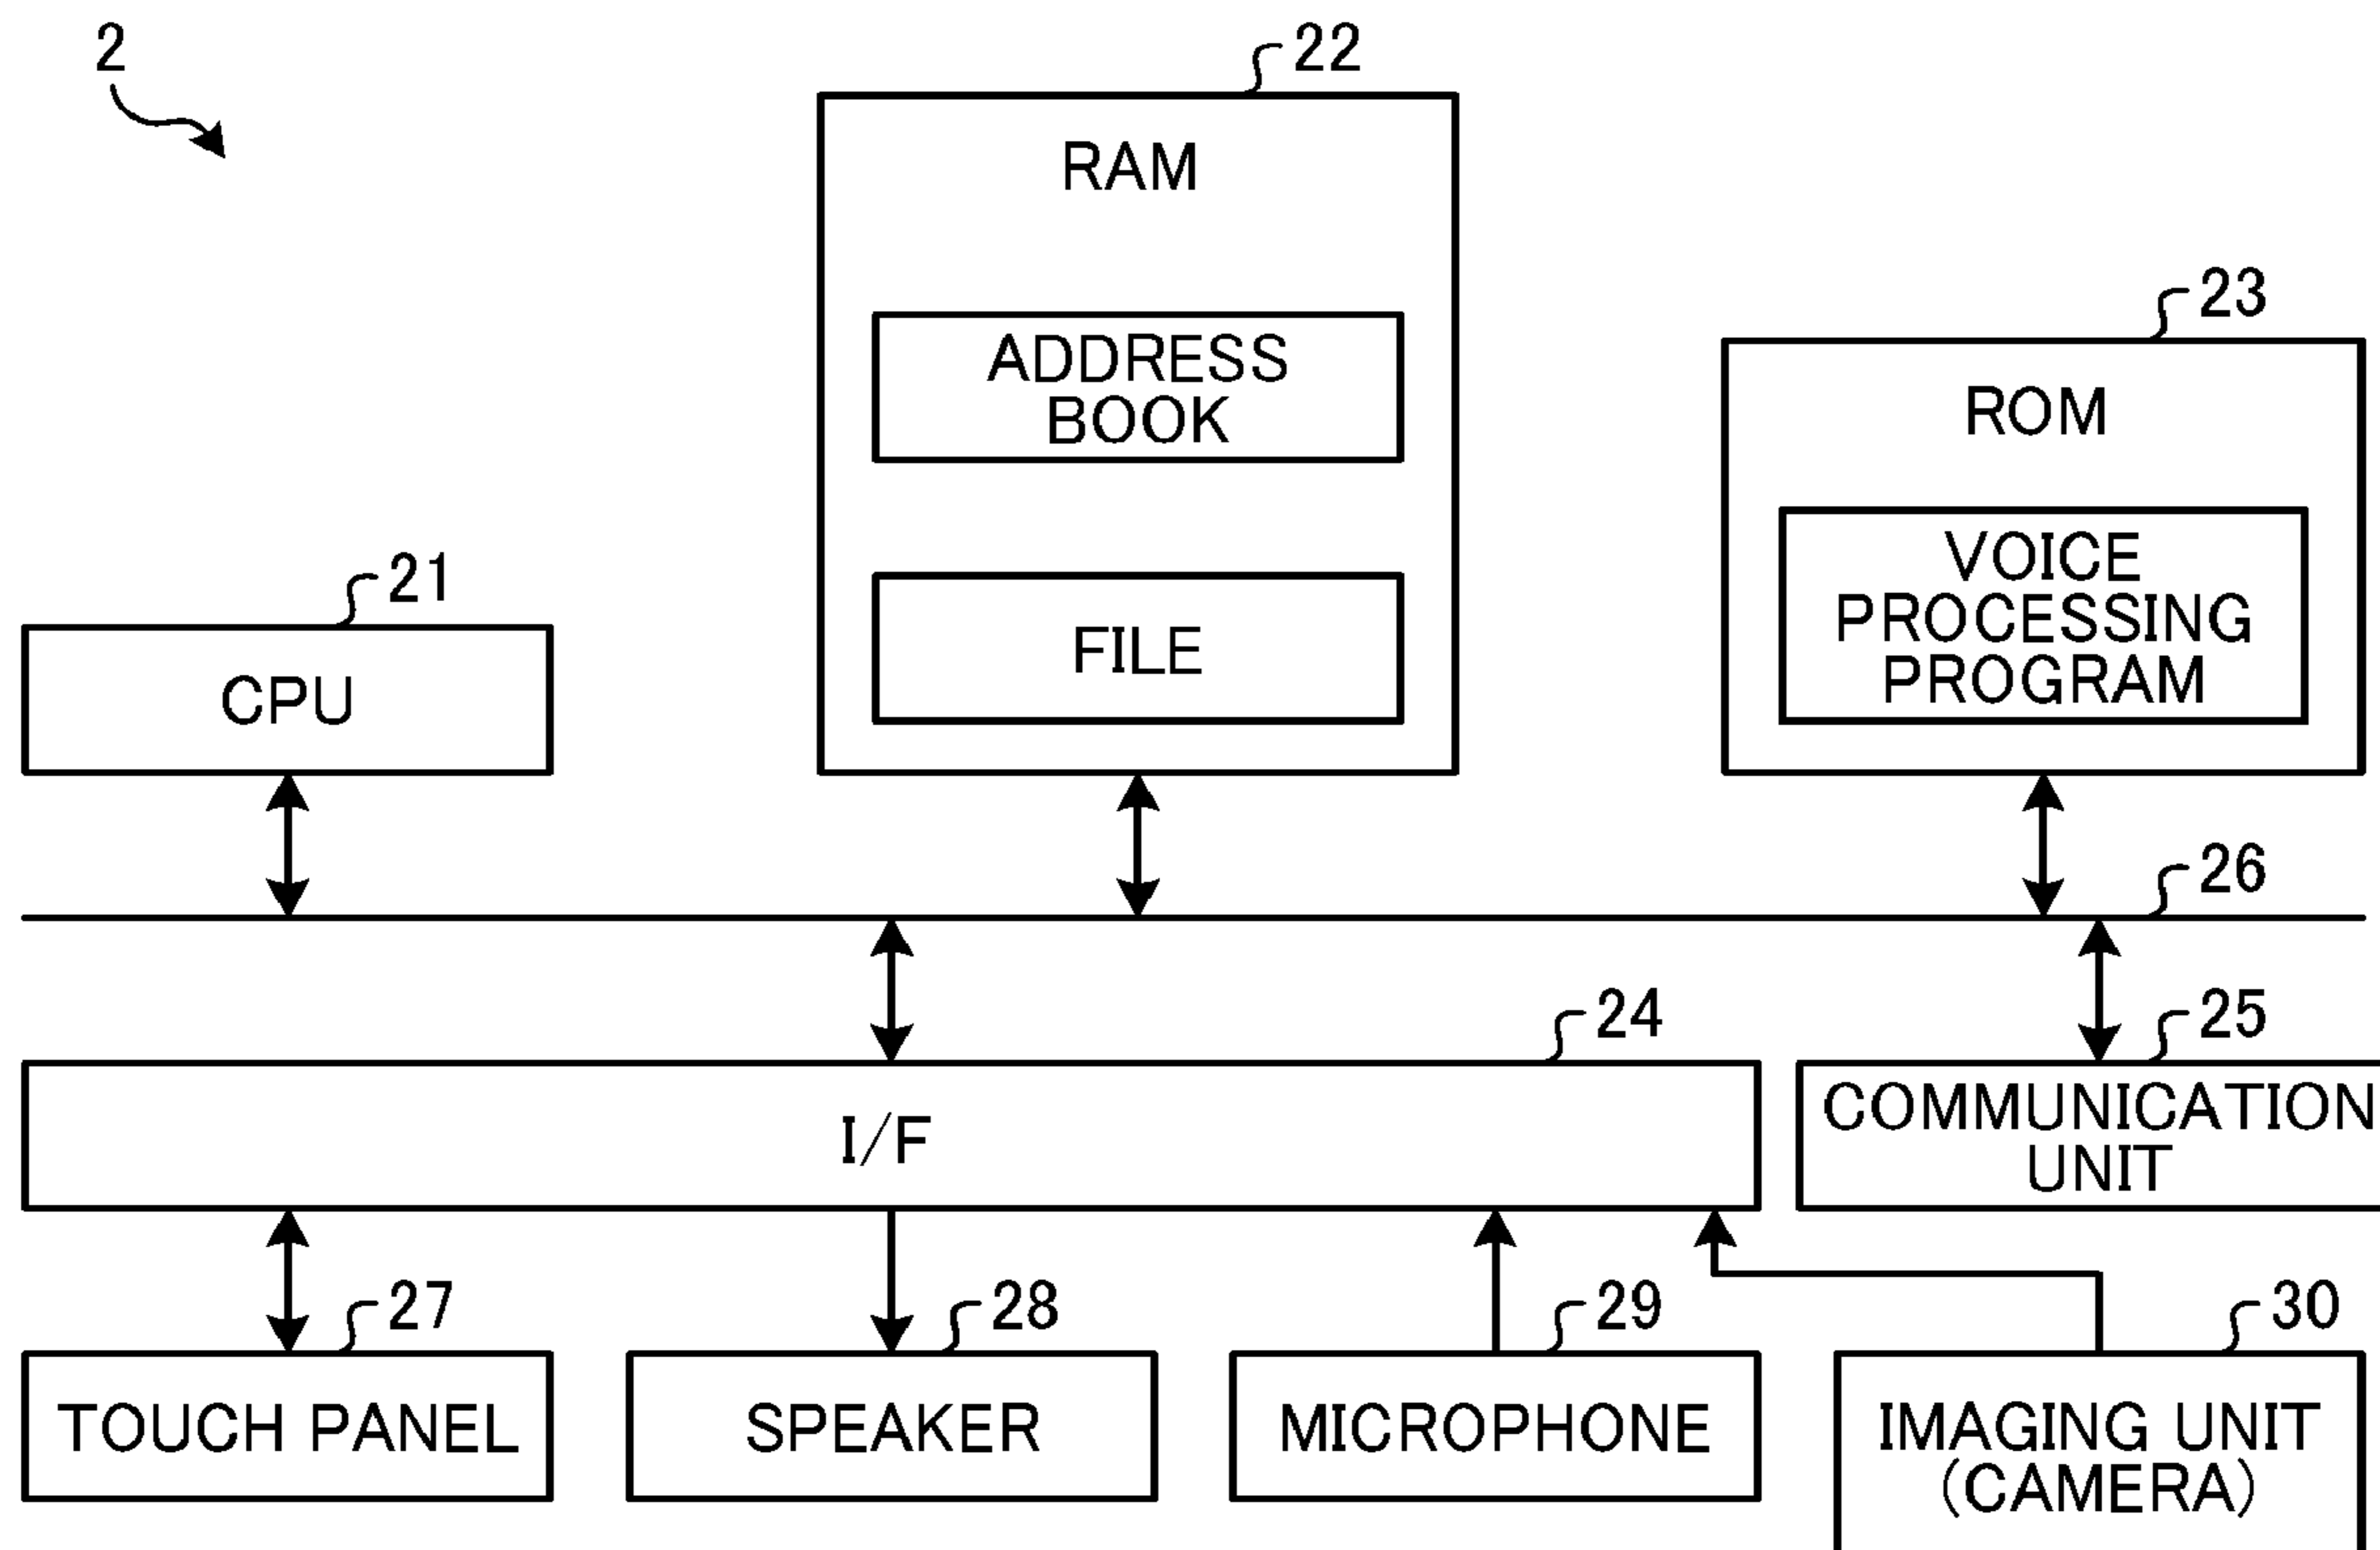 2
22
RAM
ADDRESS
BOOK
FILE
23
ROM
VOICE
PROCESSING
PROGRAM
21
CPU
26
24
I/F
25
COMMUNICATION
UNIT
27
TOUCH PANEL
28
SPEAKER
29
MICROPHONE
30
IMAGING UNIT
(CAMERA)